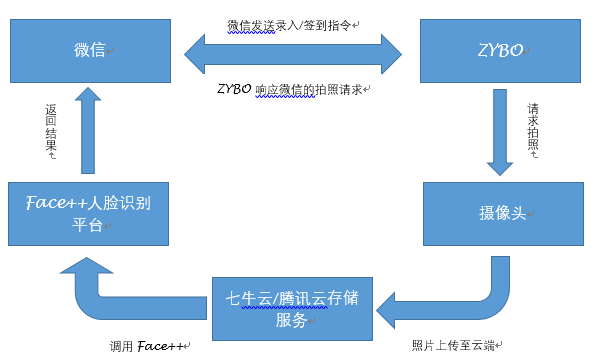 微信发送录入/签到指令
微信
ZYBO
ZYBO 响应微信的拍照请求
返回结果
请求拍照
Face++人脸识别
平台
摄像头
七牛云/腾讯云存储
服务
调用 Face++
照片上传至云端